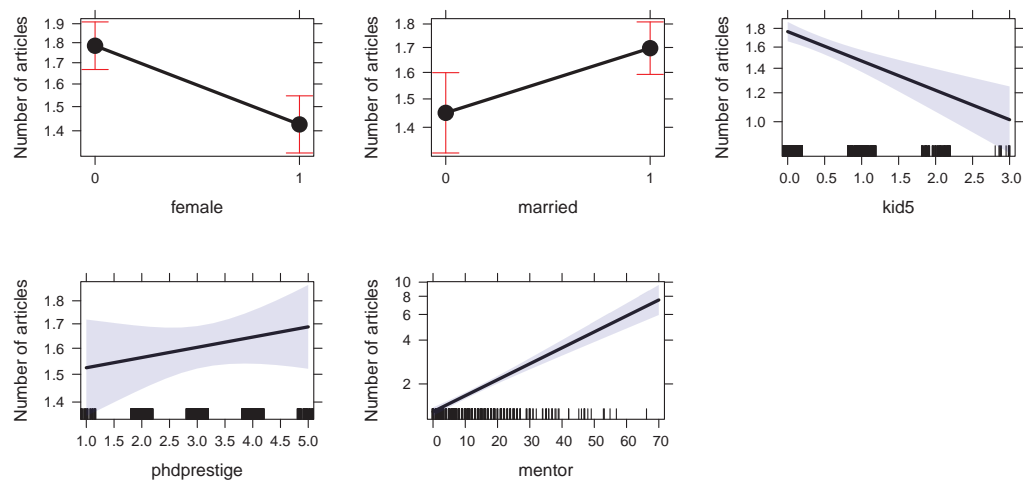 Number of articles
1.9
1.8
1.7
1.6
1.5
1.4
0
1
female
Number of articles
1.8
1.7
1.6
1.5
1.4
0
1
married
Number of articles
1.8
1.6
1.4
1.2
1.0
0.0 0.5 1.0 1.5 2.0 2.5 3.0
kid5
Number of articles
1.8
1.7
1.6
1.5
1.4
1.0 1.5 2.0 2.5 3.0 3.5 4.0 4.5 5.0
phdprestige
Number of articles
10
8
6
4
2
0 10 20 30 40 50 60 70
mentor